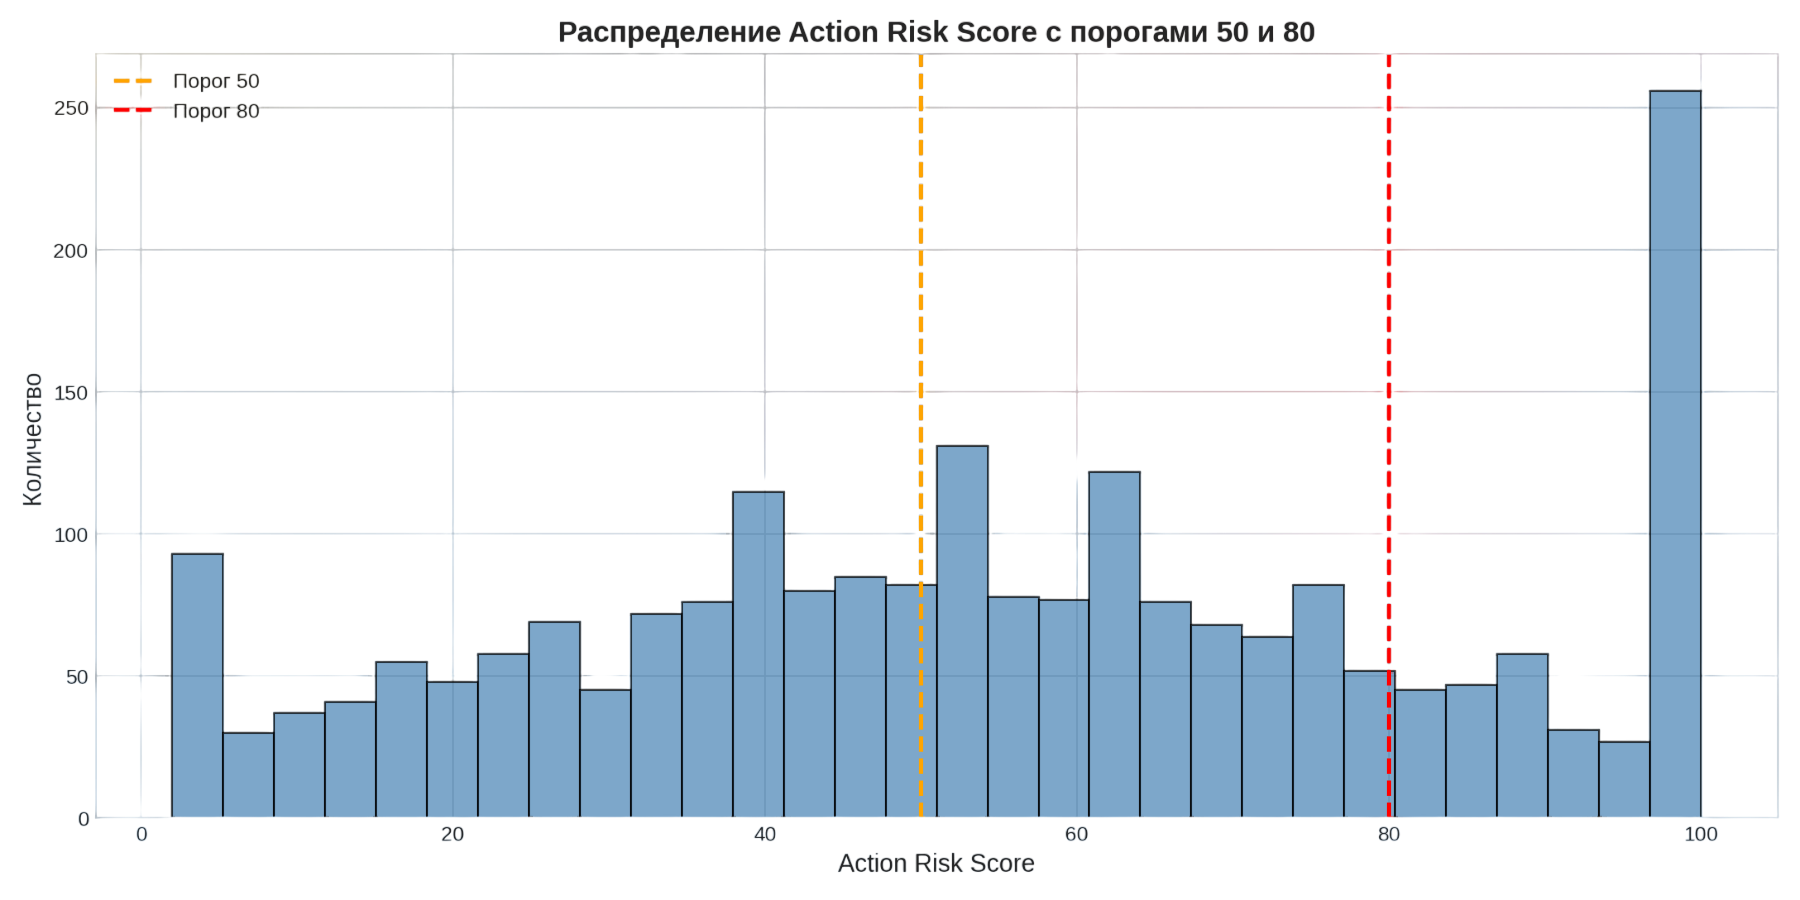 Распределение Action Risk Score с порогами 50 и 80
Порог 50
Порог 80
250
200
150
100
50
0
Количество
0 20 40 60 80 100
Action Risk Score